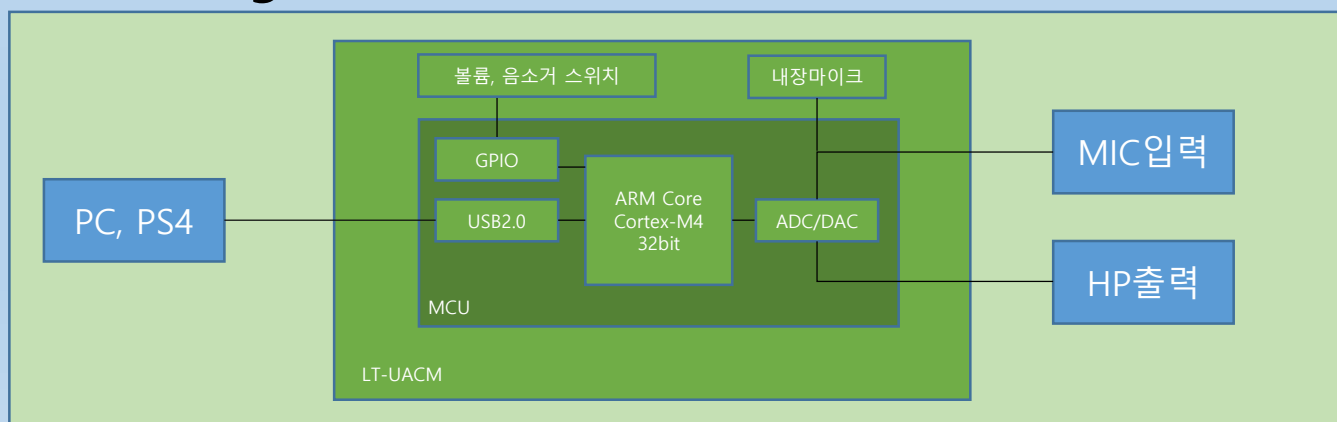 볼륨, 음소거 스위치
내장마이크
GPIO
MIC입력
ARM Core
Cortex-M4
32bit
PC, PS4
USB2.0
ADC/DAC
HP출력
MCU
LT-UACM